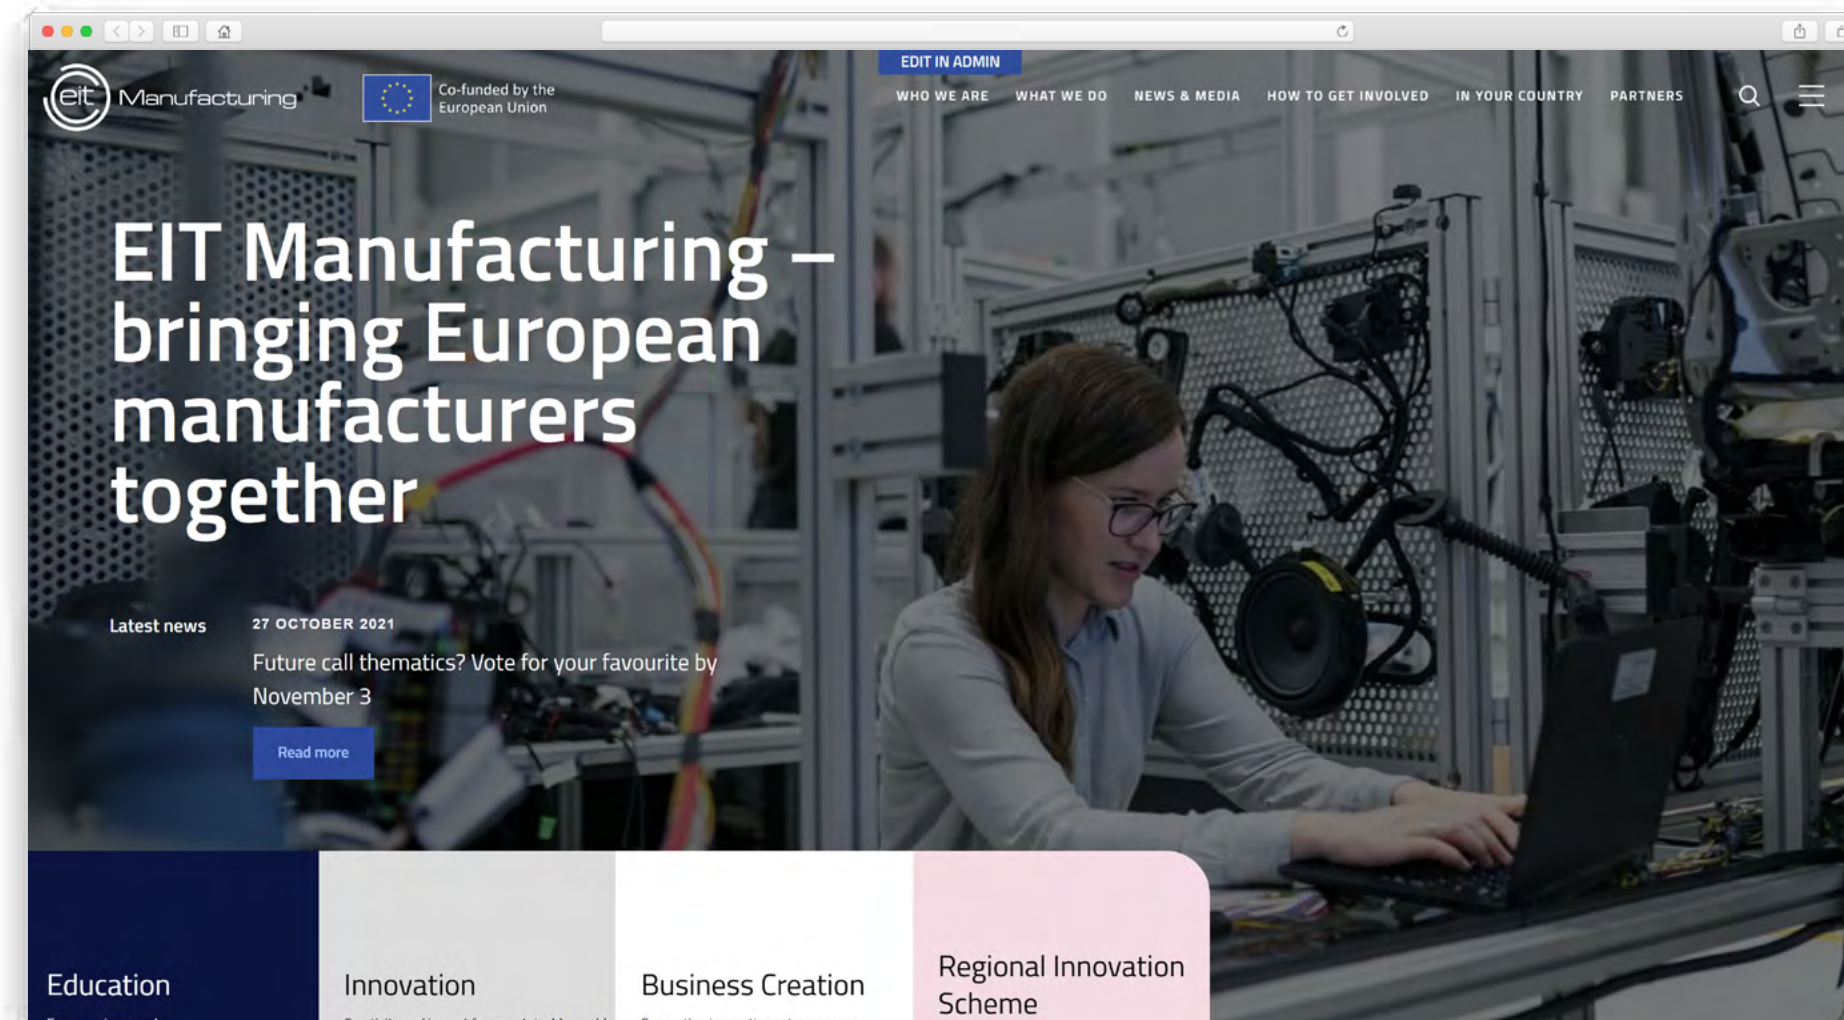 EDIT IN ADMIN
eit Manufacturing
Co-funded by the
European Union
WHO WE ARE WHAT WE DO NEWS & MEDIA HOW TO GET INVOLVED IN YOUR COUNTRY PARTNERS
EIT Manufacturing –
bringing European
manufacturers
together
Latest news
27 OCTOBER 2021
Future call thematics? Vote for your favourite by
November 3
Read more
Education
Innovation
Business Creation
Regional Innovation
Scheme